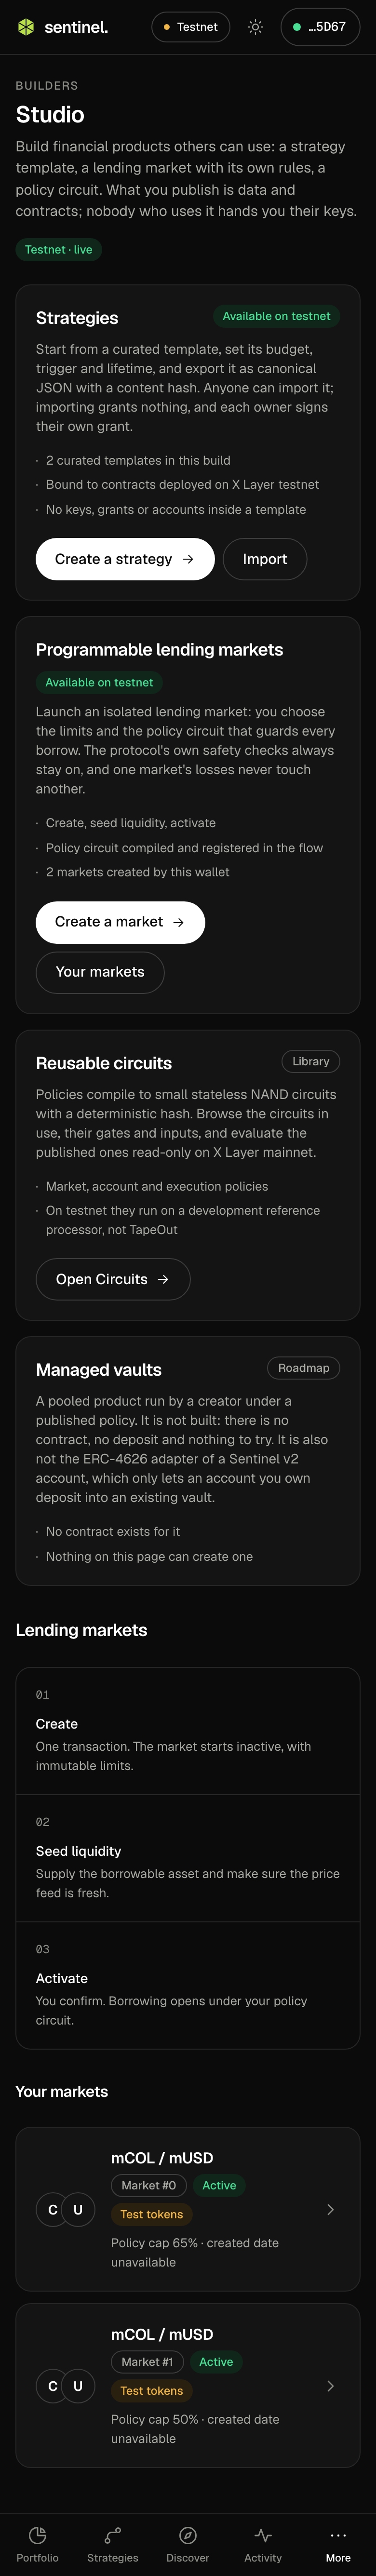 sentinel.
Testnet
...5D67
BUILDERS
Studio
Build financial products others can use: a strategy
template, a lending market with its own rules, a
policy circuit. What you publish is data and
contracts; nobody who uses it hands you their keys.
Testnet · live
Strategies
Available on testnet
Start from a curated template, set its budget,
trigger and lifetime, and export it as canonical
JSON with a content hash. Anyone can import it;
importing grants nothing, and each owner signs
their own grant.
· 2 curated templates in this build
· Bound to contracts deployed on X Layer testnet
· No keys, grants or accounts inside a template
Create a strategy →
Import
Programmable lending markets
Available on testnet
Launch an isolated lending market: you choose
the limits and the policy circuit that guards every
borrow. The protocol's own safety checks always
stay on, and one market's losses never touch
another.
· Create, seed liquidity, activate
· Policy circuit compiled and registered in the flow
· 2 markets created by this wallet
Create a market →
Your markets
Reusable circuits
Library
Policies compile to small stateless NAND circuits
with a deterministic hash. Browse the circuits in
use, their gates and inputs, and evaluate the
published ones read-only on X Layer mainnet.
· Market, account and execution policies
· On testnet they run on a development reference
processor, not TapeOut
Open Circuits →
Managed vaults
Roadmap
A pooled product run by a creator under a
published policy. It is not built: there is no
contract, no deposit and nothing to try. It is also
not the ERC-4626 adapter of a Sentinel v2
account, which only lets an account you own
deposit into an existing vault.
· No contract exists for it
· Nothing on this page can create one
Lending markets
01
Create
One transaction. The market starts inactive, with
immutable limits.
02
Seed liquidity
Supply the borrowable asset and make sure the price
feed is fresh.
03
Activate
You confirm. Borrowing opens under your policy
circuit.
Your markets
C U
mCOL / mUSD
Market #0
Active
Test tokens
Policy cap 65% · created date
unavailable
C U
mCOL / mUSD
Market #1
Active
Test tokens
Policy cap 50% · created date
unavailable
Portfolio
Strategies
Discover
Activity
More